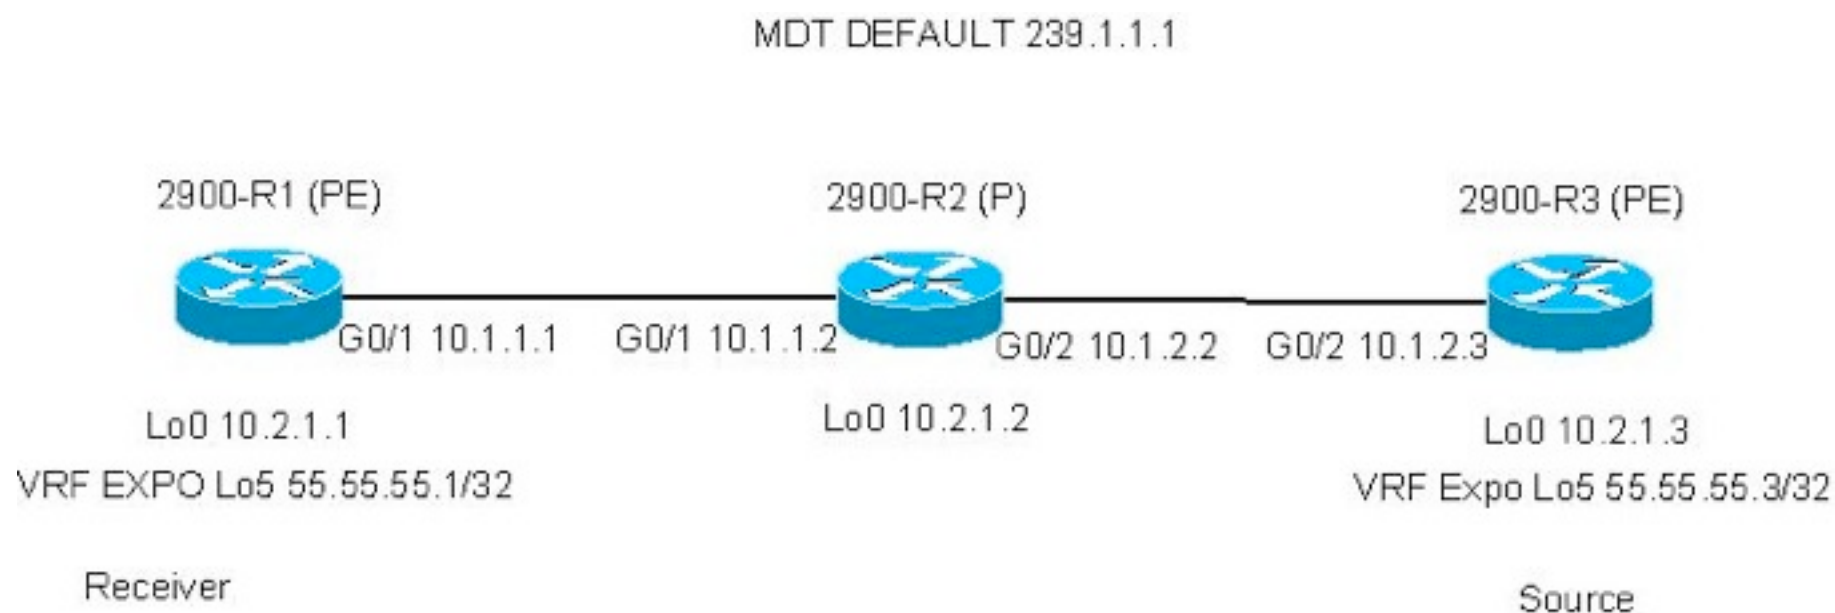 MDT DEFAULT 239.1.1.1
2900-R1 (PE)
2900-R2 (P)
2900-R3 (PE)
G0/1 10.1.1.1
G0/1 10.1.1.2
G0/2 10.1.2.2
G0/2 10.1.2.3
Lo0 10.2.1.1
Lo0 10.2.1.2
Lo0 10.2.1.3
VRF EXPO Lo5 55.55.55.1/32
VRF Expo Lo5 55.55.55.3/32
Receiver
Source